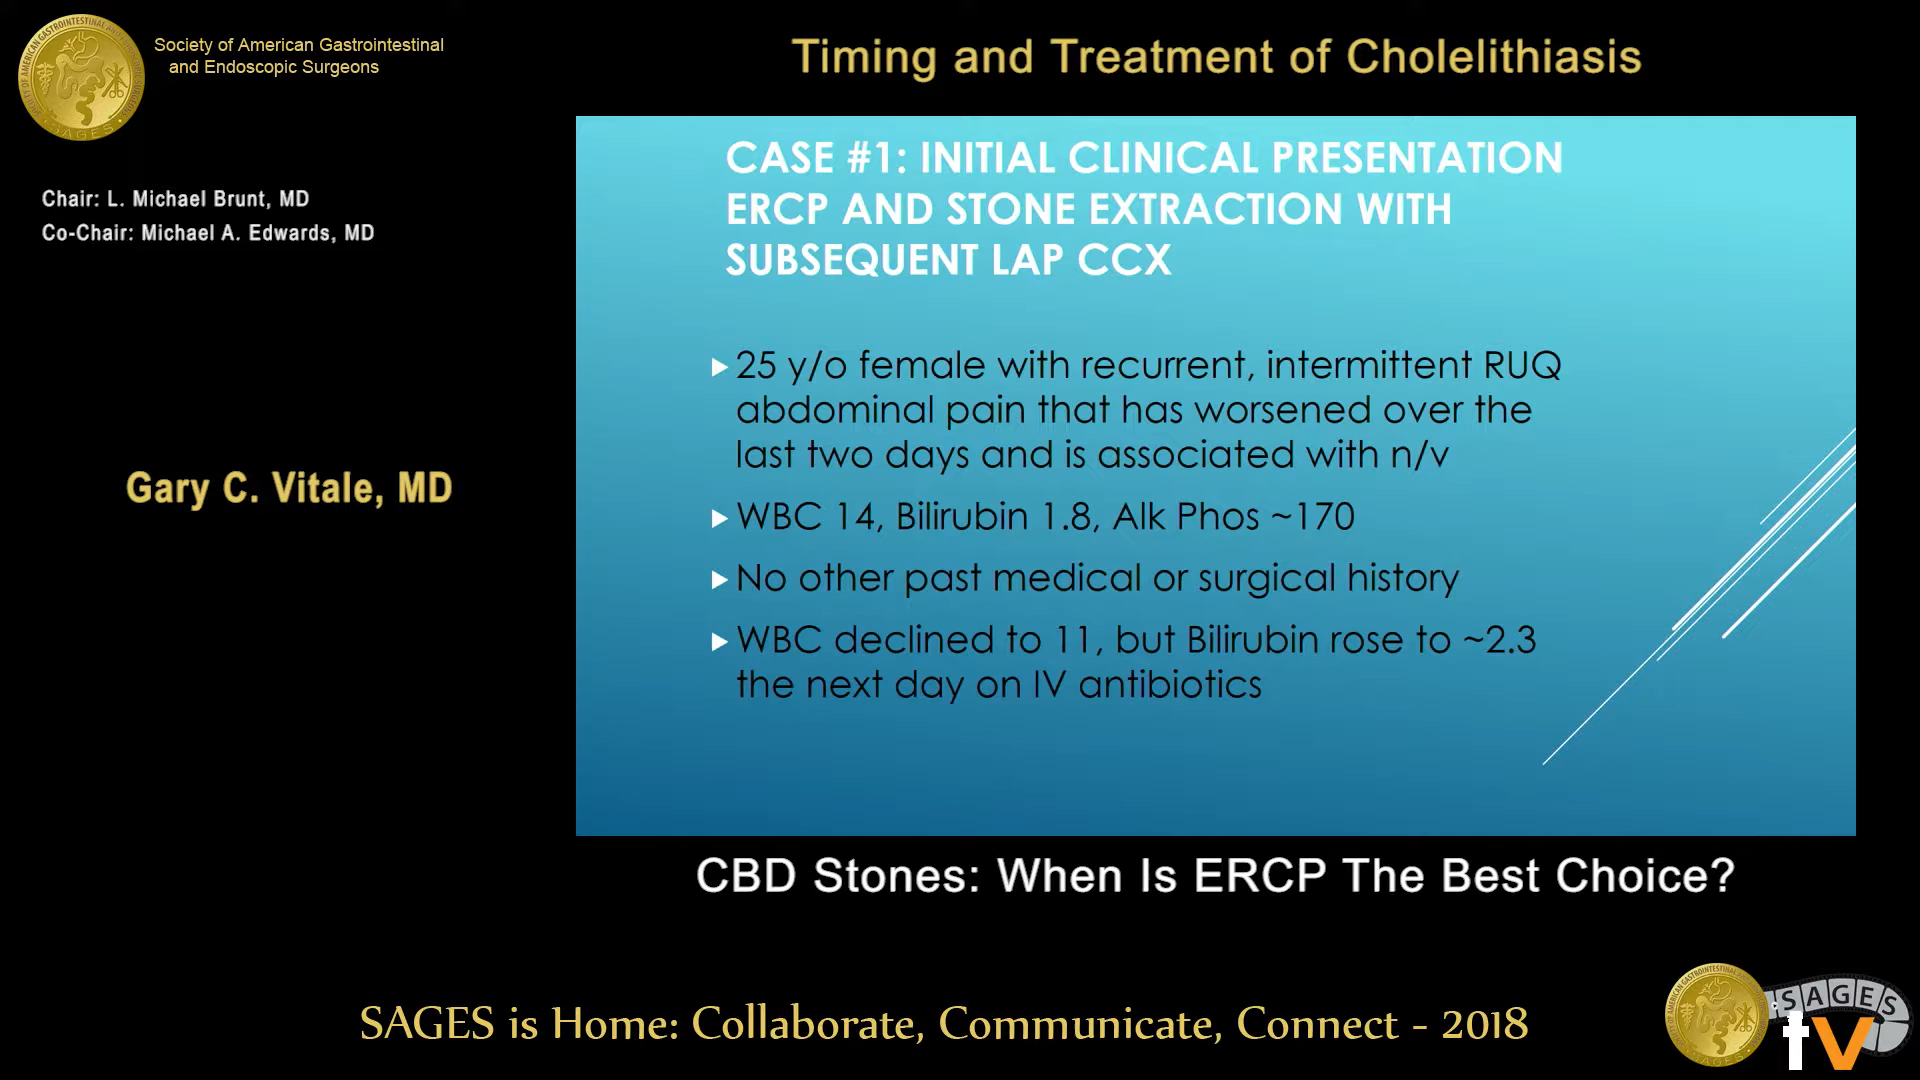 Society of American Gastrointestinal
and Endoscopic Surgeons
Timing and Treatment of Cholelithiasis
Chair: L. Michael Brunt, MD
Co-Chair: Michael A. Edwards, MD
Gary C. Vitale, MD
CASE #1: INITIAL CLINICAL PRESENTATION
ERCP AND STONE EXTRACTION WITH
SUBSEQUENT LAP CCX
25 y/o female with recurrent, intermittent RUQ
abdominal pain that has worsened over the
last two days and is associated with n/v
WBC 14, Bilirubin 1.8, Alk Phos ~170
No other past medical or surgical history
WBC declined to 11, but Bilirubin rose to ~2.3
the next day on IV antibiotics
CBD Stones: When Is ERCP The Best Choice?
SAGES is Home: Collaborate, Communicate, Connect - 2018
SAGES
tv